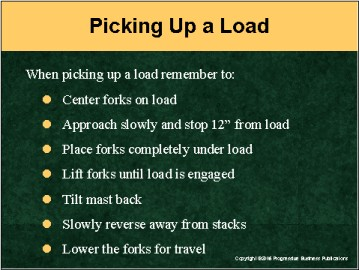 Picking Up a Load
When picking up a load remember to:
Center forks on load
Approach slowly and stop 12” from load
Place forks completely under load
Lift forks until load is engaged
Tilt mast back
Slowly reverse away from stacks
Lower the forks for travel
Copyright Progressive Business Publications